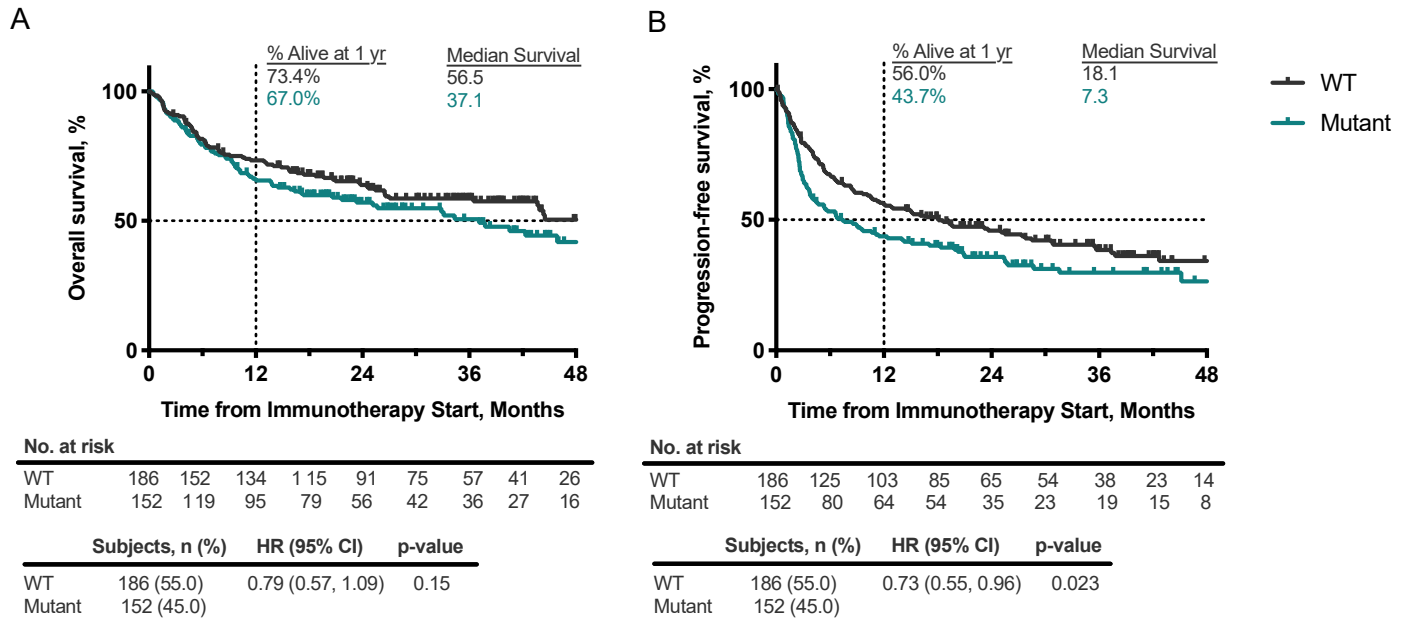 A
% Alive at 1 yr Median Survival
73.4% 56.5
67.0% 37.1
100
50
0
Overall survival, %
0 12 24 36 48
Time from Immunotherapy Start, Months
No. at risk
WT 186 152 134 115 91 75 57 41 26
Mutant 152 119 95 79 56 42 36 27 16
Subjects, n (%) HR (95% CI) p-value
WT 186 (55.0) 0.79 (0.57, 1.09) 0.15
Mutant 152 (45.0)
B
% Alive at 1 yr Median Survival
56.0% 18.1
43.7% 7.3
100
50
0
Progression-free survival, %
0 12 24 36 48
Time from Immunotherapy Start, Months
WT
Mutant
No. at risk
WT 186 125 103 85 65 54 38 23 14
Mutant 152 80 64 54 35 23 19 15 8
Subjects, n (%) HR (95% CI) p-value
WT 186 (55.0) 0.73 (0.55, 0.96) 0.023
Mutant 152 (45.0)